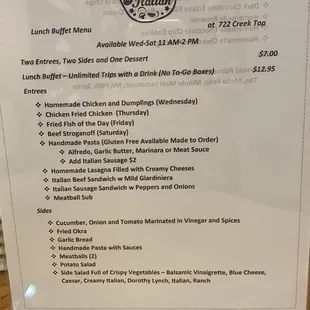 Italian
Lunch Buffet Menu
at 722 Creek Top
Available Wed-Sat 11 AM-2 PM
Two Entrees, Two Sides and One Dessert $7.00
Lunch Buffet – Unlimited Trips with a Drink (No To-Go Boxes) $12.95
Entrees
Homemade Chicken and Dumplings (Wednesday)
Chicken Fried Chicken (Thursday)
Fried Fish of the Day (Friday)
Beef Stroganoff (Saturday)
Handmade Pasta (Gluten Free Available Made to Order)
Alfredo, Garlic Butter, Marinara or Meat Sauce
Add Italian Sausage $2
Homemade Lasagna Filled with Creamy Cheeses
Italian Beef Sandwich w Mild Giardiniera
Italian Sausage Sandwich w Peppers and Onions
Meatball Sub
Sides
Cucumber, Onion and Tomato Marinated in Vinegar and Spices
Fried Okra
Garlic Bread
Handmade Pasta with Sauces
Meatballs (2)
Potato Salad
Side Salad Full of Crispy Vegetables – Balsamic Vinaigrette, Blue Cheese,
Caesar, Creamy Italian, Dorothy Lynch, Italian, Ranch